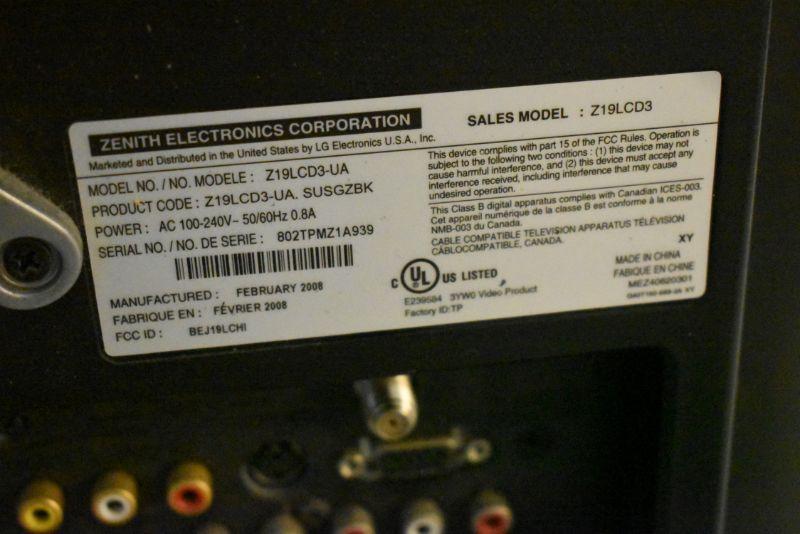 ZENITH ELECTRONICS CORPORATION
Marketed and Distributed in the United States by LG Electronics U.S.A., Inc.
MODEL NO. / NO. MODELE : Z19LCD3-UA
PRODUCT CODE : Z19LCD3-UA. SUSGZBK
POWER : AC 100-240V~ 50/60Hz 0.8A
SERIAL NO. / NO. DE SERIE : 802TPMZ1A939
MANUFACTURED : FEBRUARY 2008
FABRIQUE EN : FÉVRIER 2008
FCC ID : BEJ19LCHI
SALES MODEL : Z19LCD3
This device complies with part 15 of the FCC Rules. Operation is
subject to the following two conditions : (1) this device may not
cause harmful interference, and (2) this device must accept any
interference received, including interference that may cause
undesired operation.
This Class B digital apparatus complies with Canadian ICES-003.
Cet appareil numérique de la classe B est conforme à la norme
NMB-003 du Canada.
CABLE COMPATIBLE TELEVISION APPARATUS TÉLÉVISION
CÂBLOCOMPATIBLE, CANADA.
XY
C UL US LISTED
E239584 3YW0 Video Product
Factory ID:TP
MADE IN CHINA
FABIQUE EN CHINE
MEZ40620301